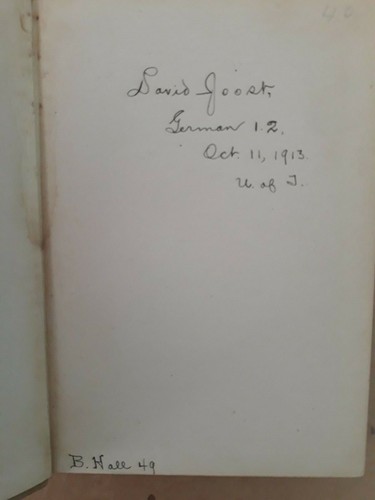 David Joost,
German 1.2.
Oct. 11, 1913
U. of T.
B. Hall 49